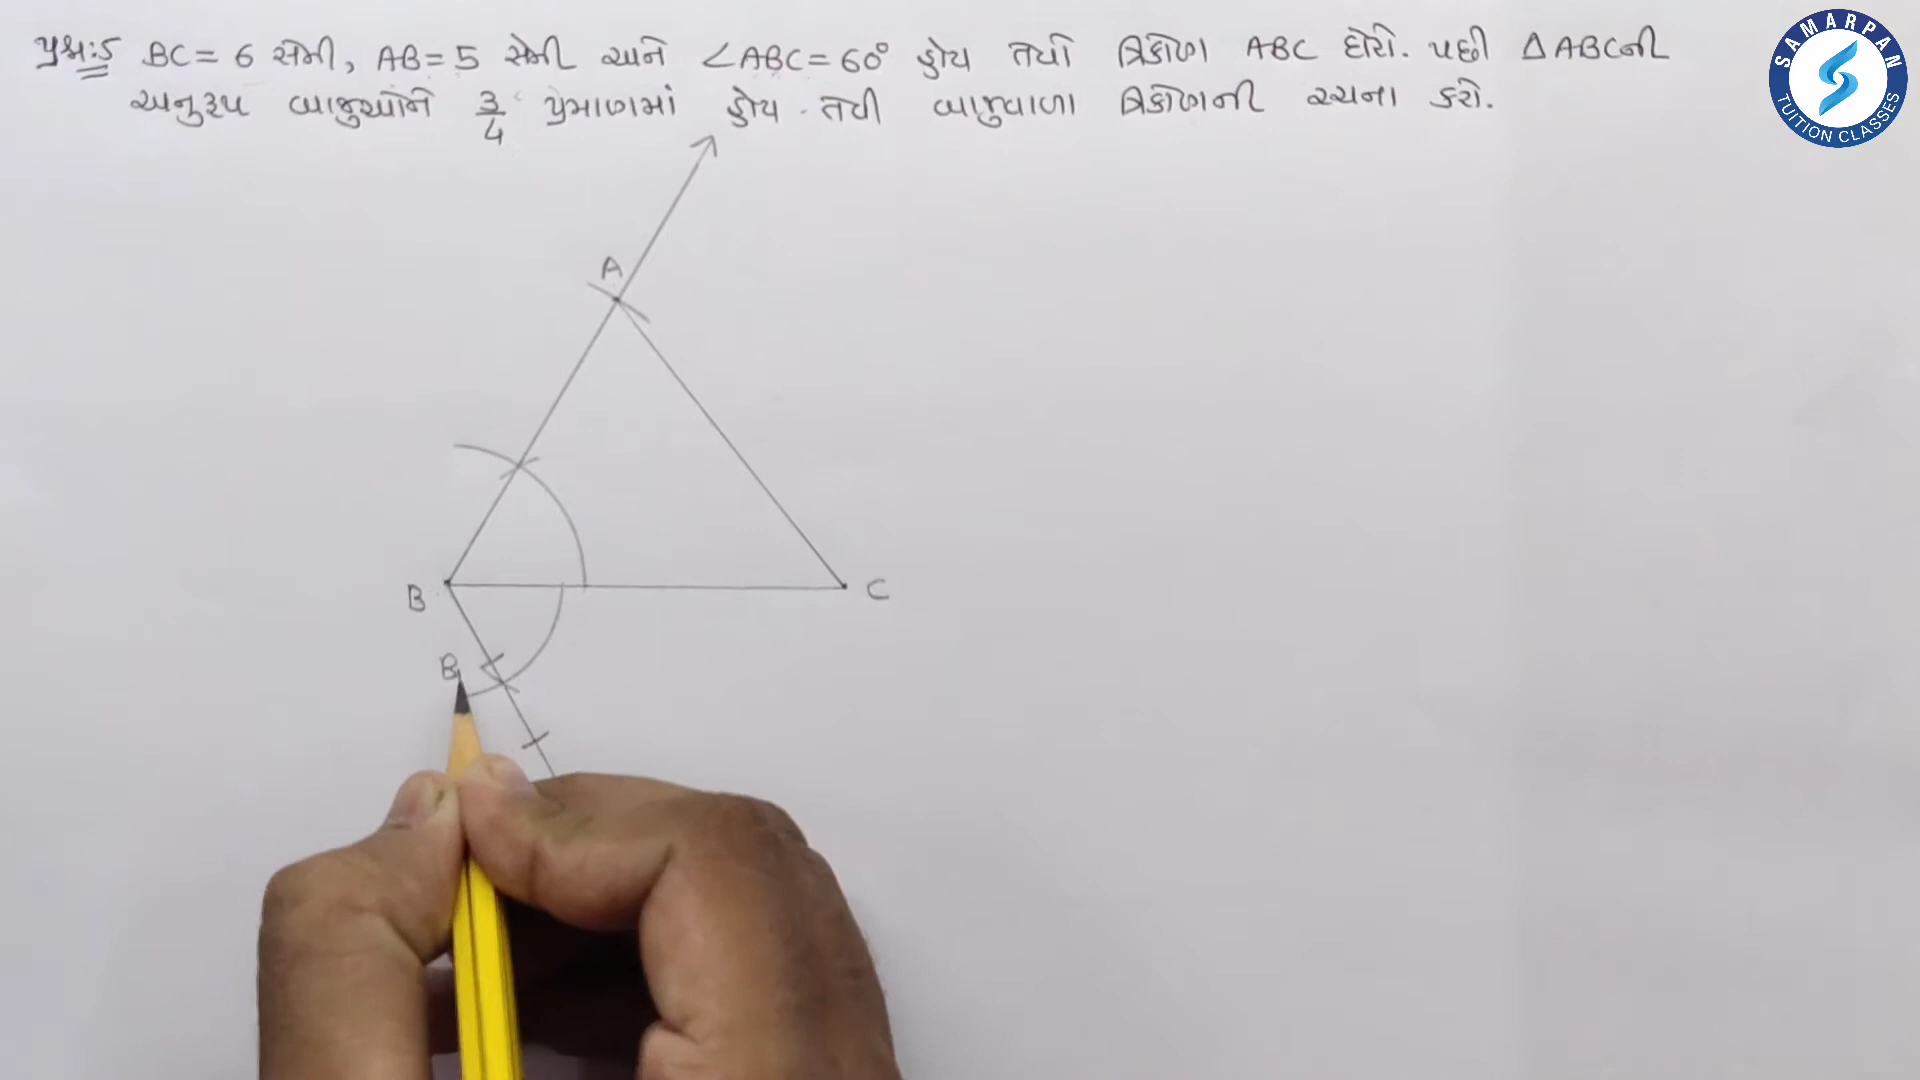 પ્રશ્ન:5 BC = 6 સેમી, AB = 5 સેમી અને ∠ABC = 60° હોય તેવો ત્રિકોણ ABC દોરો. પછી △ABCની
અનુરૂપ બાજુઓને 3/4 પ્રમાણમાં હોય તેવી બાજુવાળા ત્રિકોણની રચના કરો.
SAMARPAN
TUITION CLASSES
A
B
C
B₁